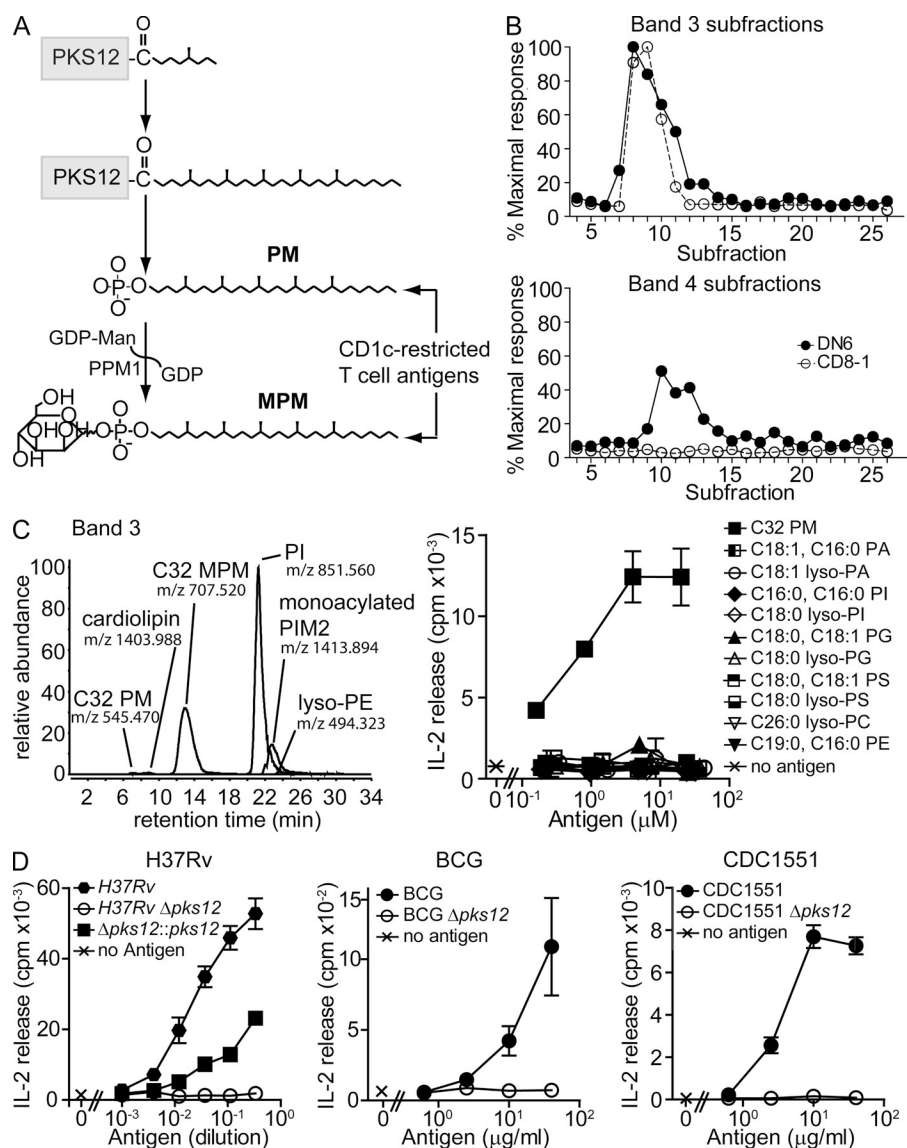 A
O
PKS12
C
O
PKS12
C
PM
O
O
P
O
O
-
GDP-Man
PPM1
GDP
CD1c-restricted
T cell antigens
MPM
OH
HO
OH
HO
OH
O
O
P
O
O
-
B
Band 3 subfractions
% Maximal response
100
80
60
40
20
0
5
10
15
20
25
Subfraction
Band 4 subfractions
DN6
CD8-1
% Maximal response
100
80
60
40
20
0
5
10
15
20
25
Subfraction
C
Band 3
relative abundance
100
80
60
40
20
0
C32 PM
m/z 545.470
cardiolipin
m/z 1403.988
C32 MPM
m/z 707.520
PI
m/z 851.560
monoacylated
PIM2
m/z 1413.894
lyso-PE
m/z 494.323
2 6 10 14 18 22 26 30 34
retention time (min)
IL-2 release (cpm x10-3)
15
10
5
0
0 10-1 100 101 102
Antigen (μM)
C32 PM
C18:1, C16:0 PA
C18:1 lyso-PA
C16:0, C16:0 PI
C18:0 lyso-PI
C18:0, C18:1 PG
C18:0 lyso-PG
C18:0, C18:1 PS
C18:0 lyso-PS
C26:0 lyso-PC
C19:0, C16:0 PE
no antigen
D
H37Rv
H37Rv
H37Rv Δpks12
Δpks12::pks12
no Antigen
IL-2 release (cpm x10-3)
60
40
20
0
0 10-3 10-2 10-1 100
Antigen (dilution)
BCG
BCG
BCG Δpks12
no antigen
IL-2 release (cpm x10-2)
15
10
5
0
0 100 101 102
Antigen (μg/ml)
CDC1551
CDC1551
CDC1551 Δpks12
no antigen
IL-2 release (cpm x10-3)
8
6
4
2
0
0 100 101 102
Antigen (μg/ml)